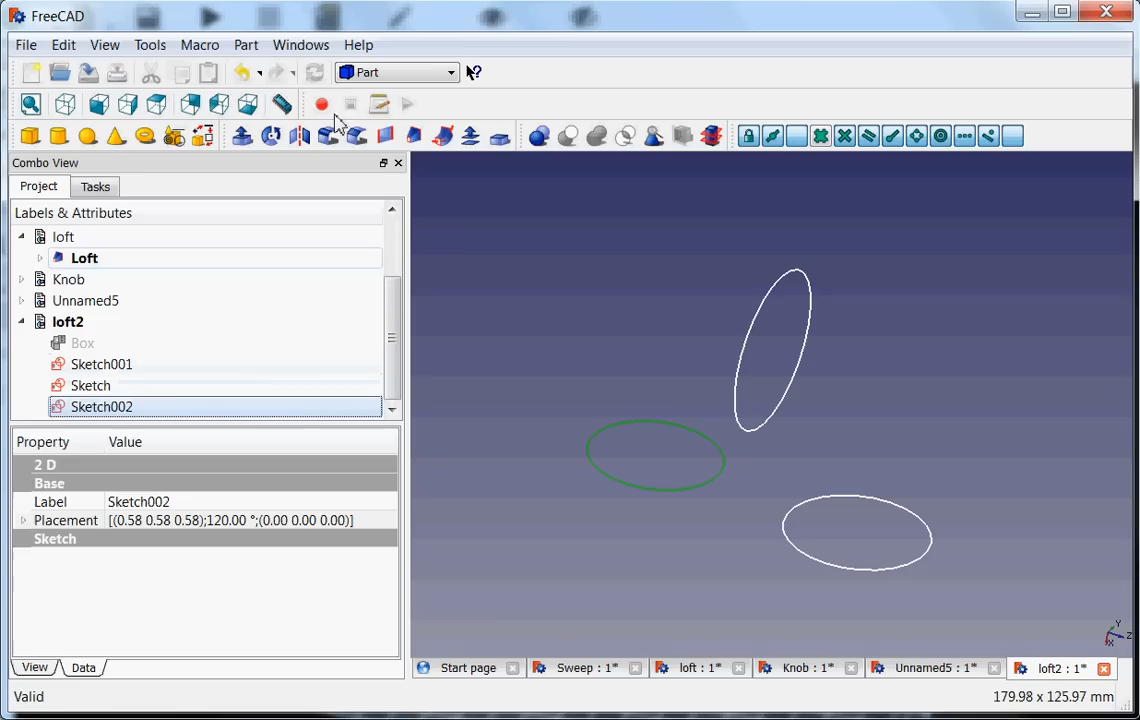 FreeCAD
File Edit View Tools Macro Part Windows Help
Part
Combo View
Project Tasks
Labels & Attributes
loft
Loft
Knob
Unnamed5
loft2
Box
Sketch001
Sketch
Sketch002
Property Value
2 D
Base
Label Sketch002
Placement [(0.58 0.58 0.58);120.00 °;(0.00 0.00 0.00)]
Sketch
Y
Z
X
View Data
Start page Sweep : 1* loft : 1* Knob : 1* Unnamed5 : 1* loft2 : 1*
Valid 179.98 x 125.97 mm